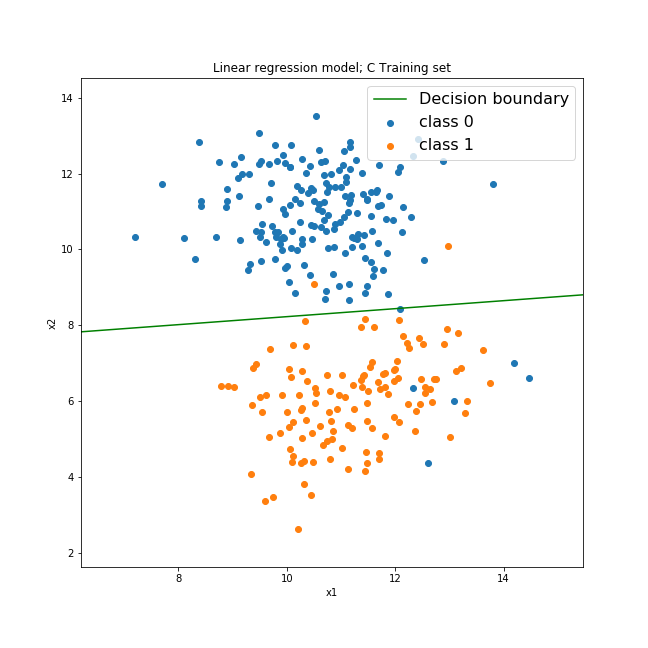 Linear regression model; C Training set
Decision boundary
class 0
class 1
14
12
10
8
6
4
2
x2
8
10
12
14
x1